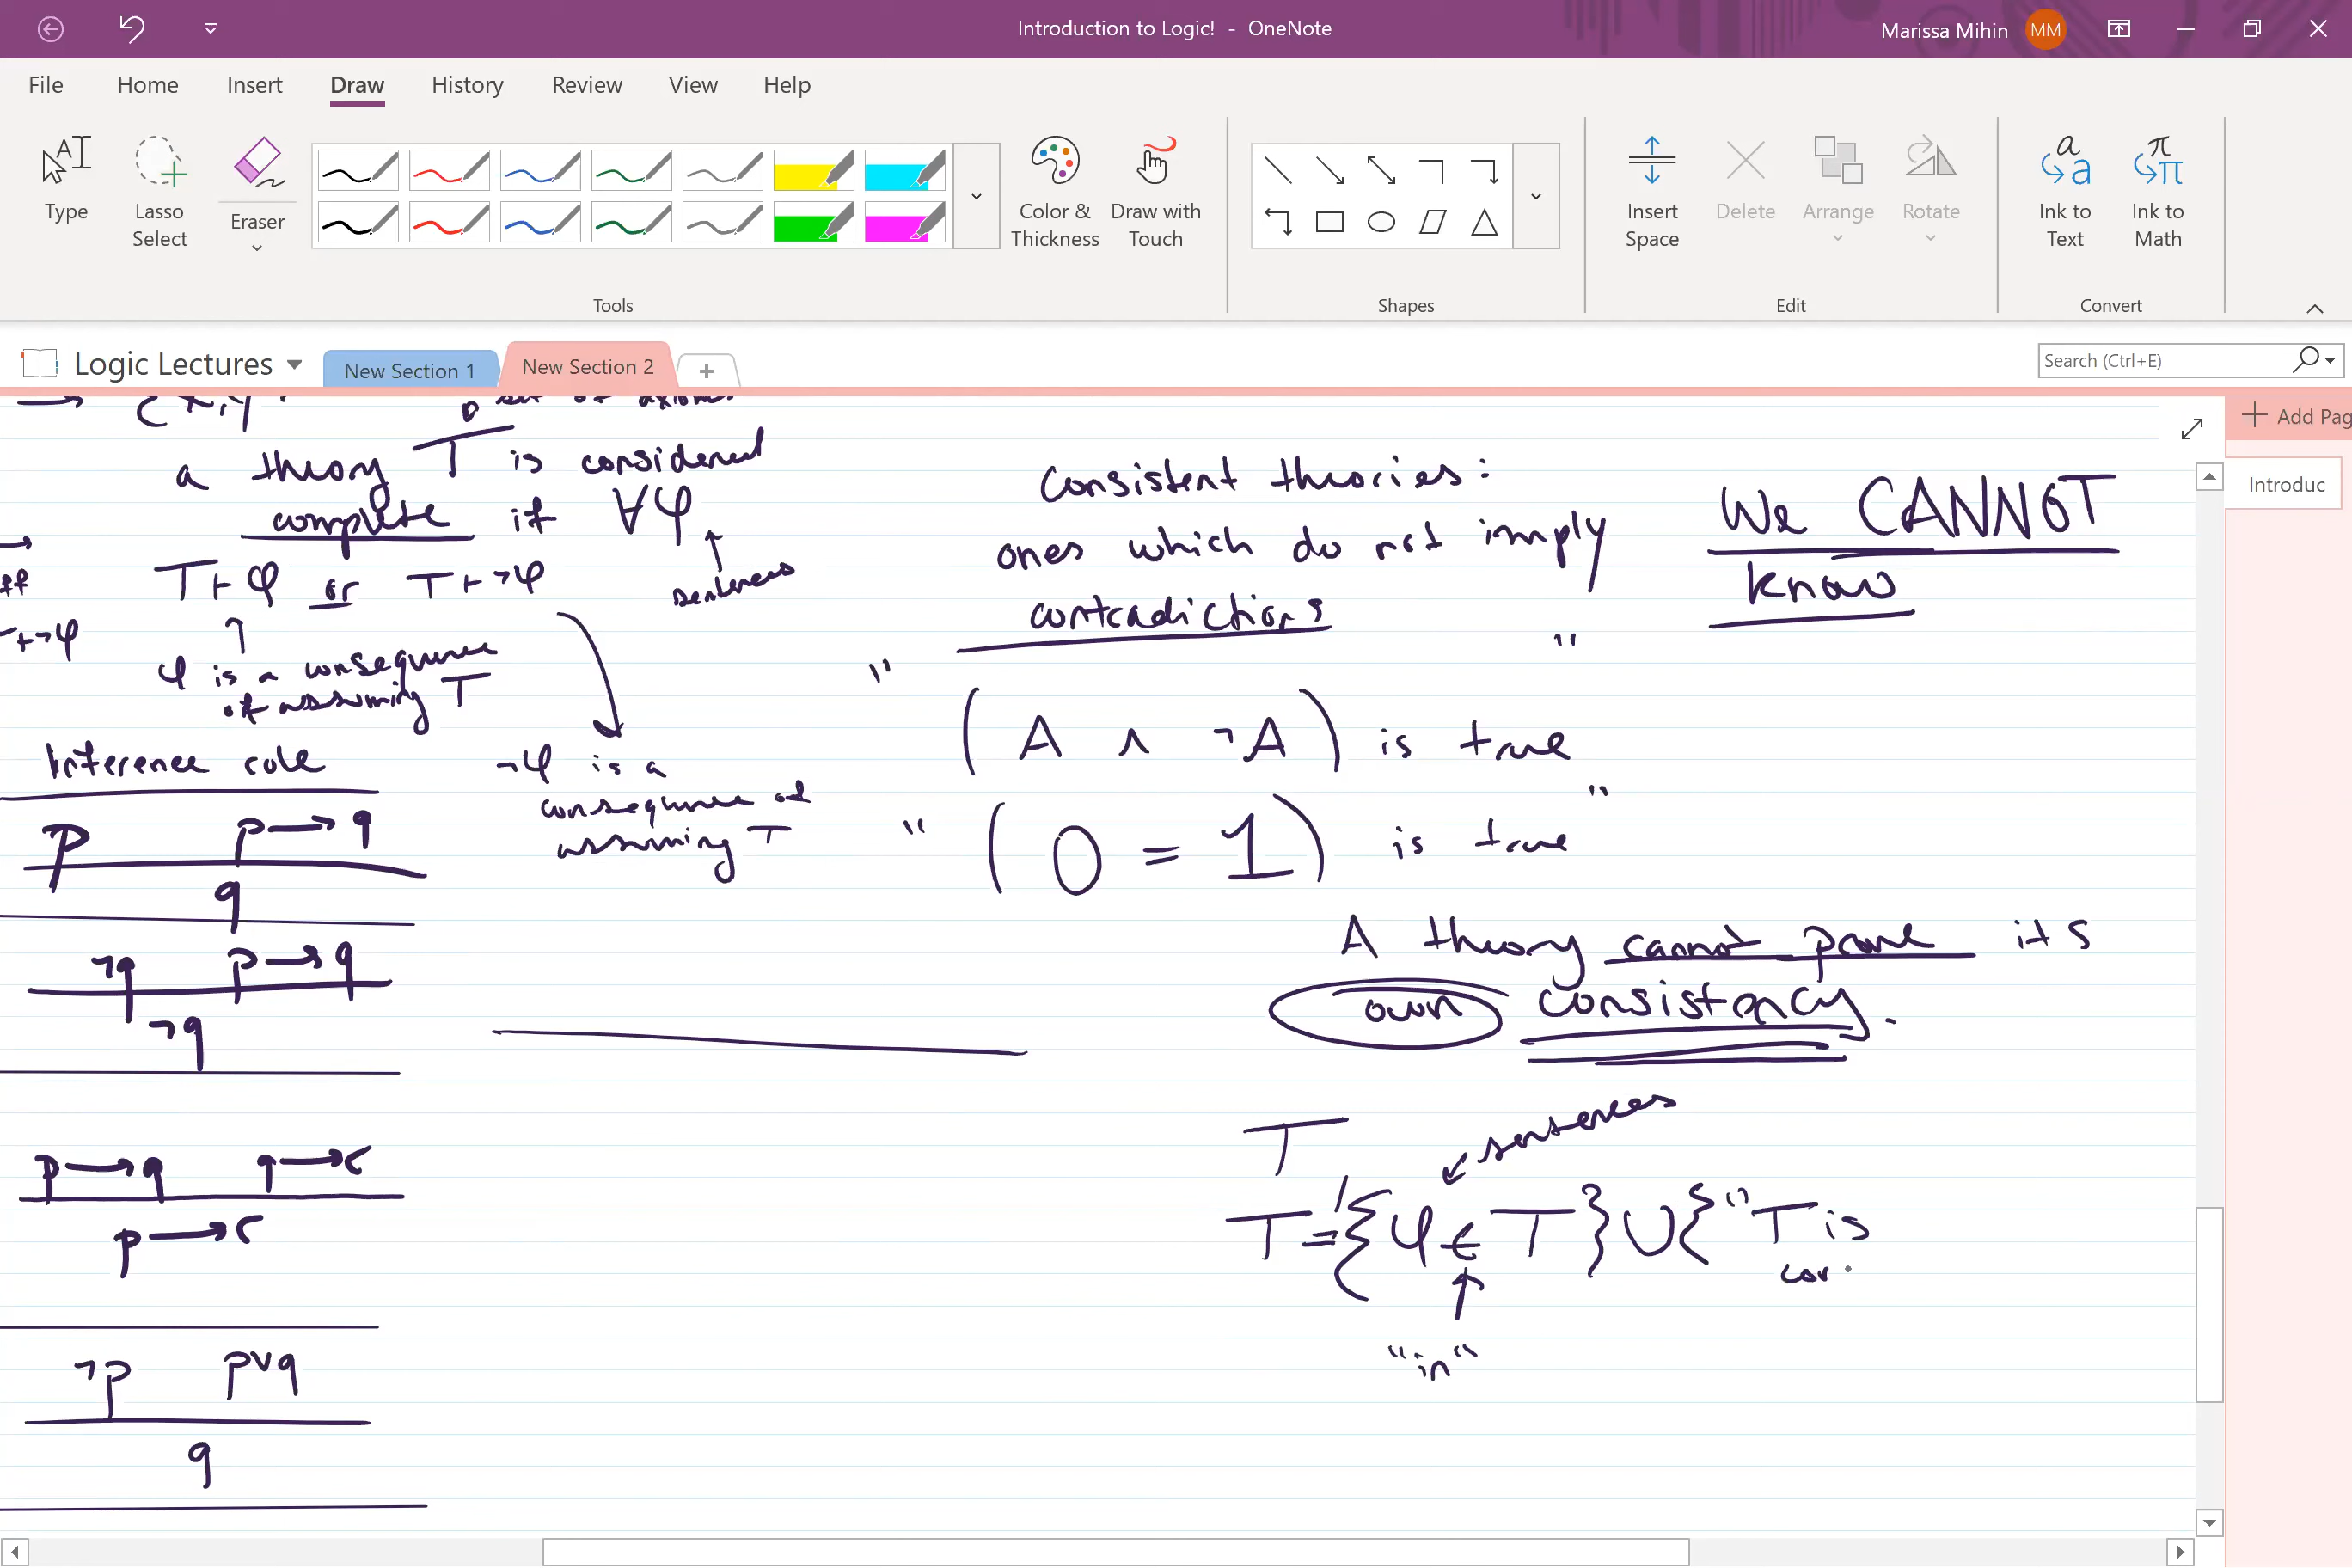 Introduction to Logic! - OneNote
Marissa Mihin MM
File Home Insert Draw History Review View Help
Type
Lasso Select
Eraser
Color & Thickness
Draw with Touch
Insert Space
Delete
Arrange
Rotate
Ink to Text
Ink to Math
Tools
Shapes
Edit
Convert
Logic Lectures
New Section 1
New Section 2
Search (Ctrl+E)
Add Pag
Introduc
a theory T is considered
complete if ∀φ
sentences
T ⊢ φ or T ⊢ ¬φ
⊢ ¬φ
φ is a consequence
of assuming T
¬φ is a
consequence of
assuming T
Inference rule
p p → q
q
¬q p → q
¬q
p → q q → r
p → r
¬p p ∨ q
q
Consistent theories:
ones which do not imply
contradictions
" (A ∧ ¬A) is true "
" (0 = 1) is true "
We CANNOT
know
A theory cannot prove its
own consistency.
T
sentences
T' = {φ ∈ T} ∪ {"T is
con
"in"